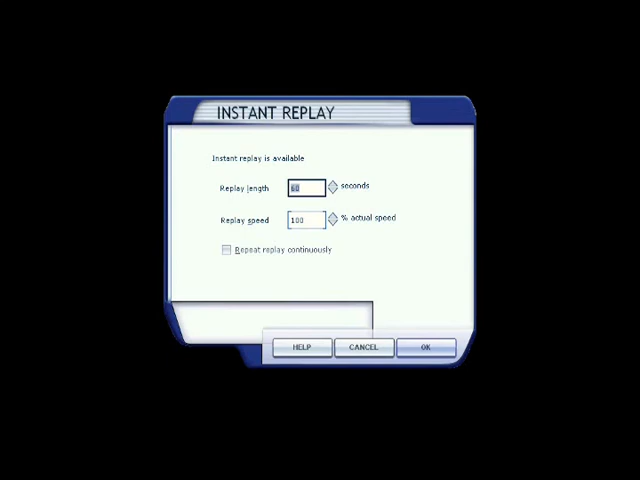 INSTANT REPLAY
Instant replay is available
Replay length 60 seconds
Replay speed 100 % actual speed
Repeat replay continuously
HELP CANCEL OK